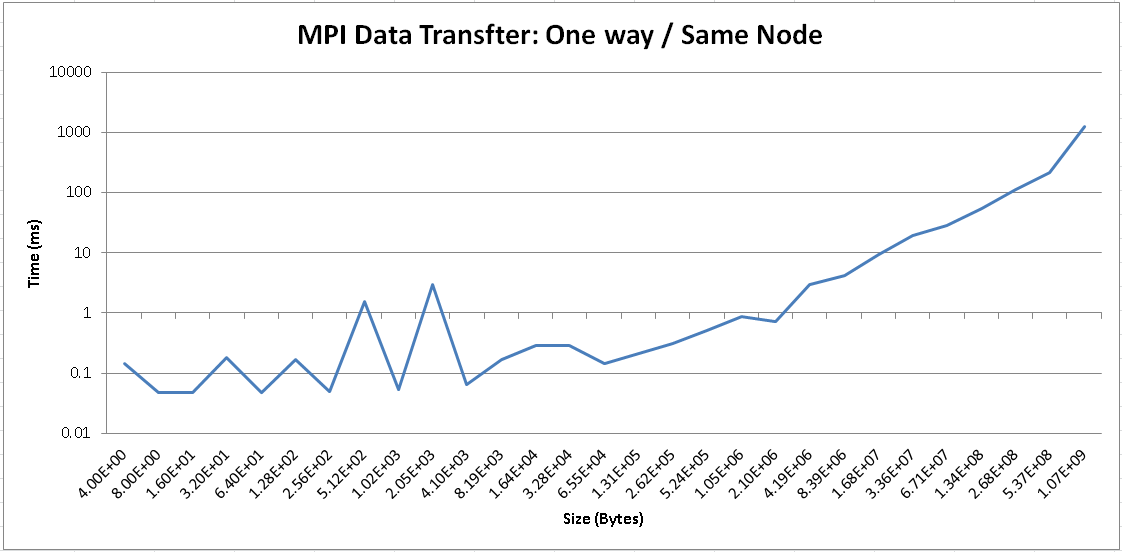 MPI Data Transfter: One way / Same Node
10000
1000
100
10
1
0.1
0.01
Time (ms)
4.00E+00
8.00E+00
1.60E+01
3.20E+01
6.40E+01
1.28E+02
2.56E+02
5.12E+02
1.02E+03
2.05E+03
4.10E+03
8.19E+03
1.64E+04
3.28E+04
6.55E+04
1.31E+05
2.62E+05
5.24E+05
1.05E+06
2.10E+06
4.19E+06
8.39E+06
1.68E+07
3.36E+07
6.71E+07
1.34E+08
2.68E+08
5.37E+08
1.07E+09
Size (Bytes)